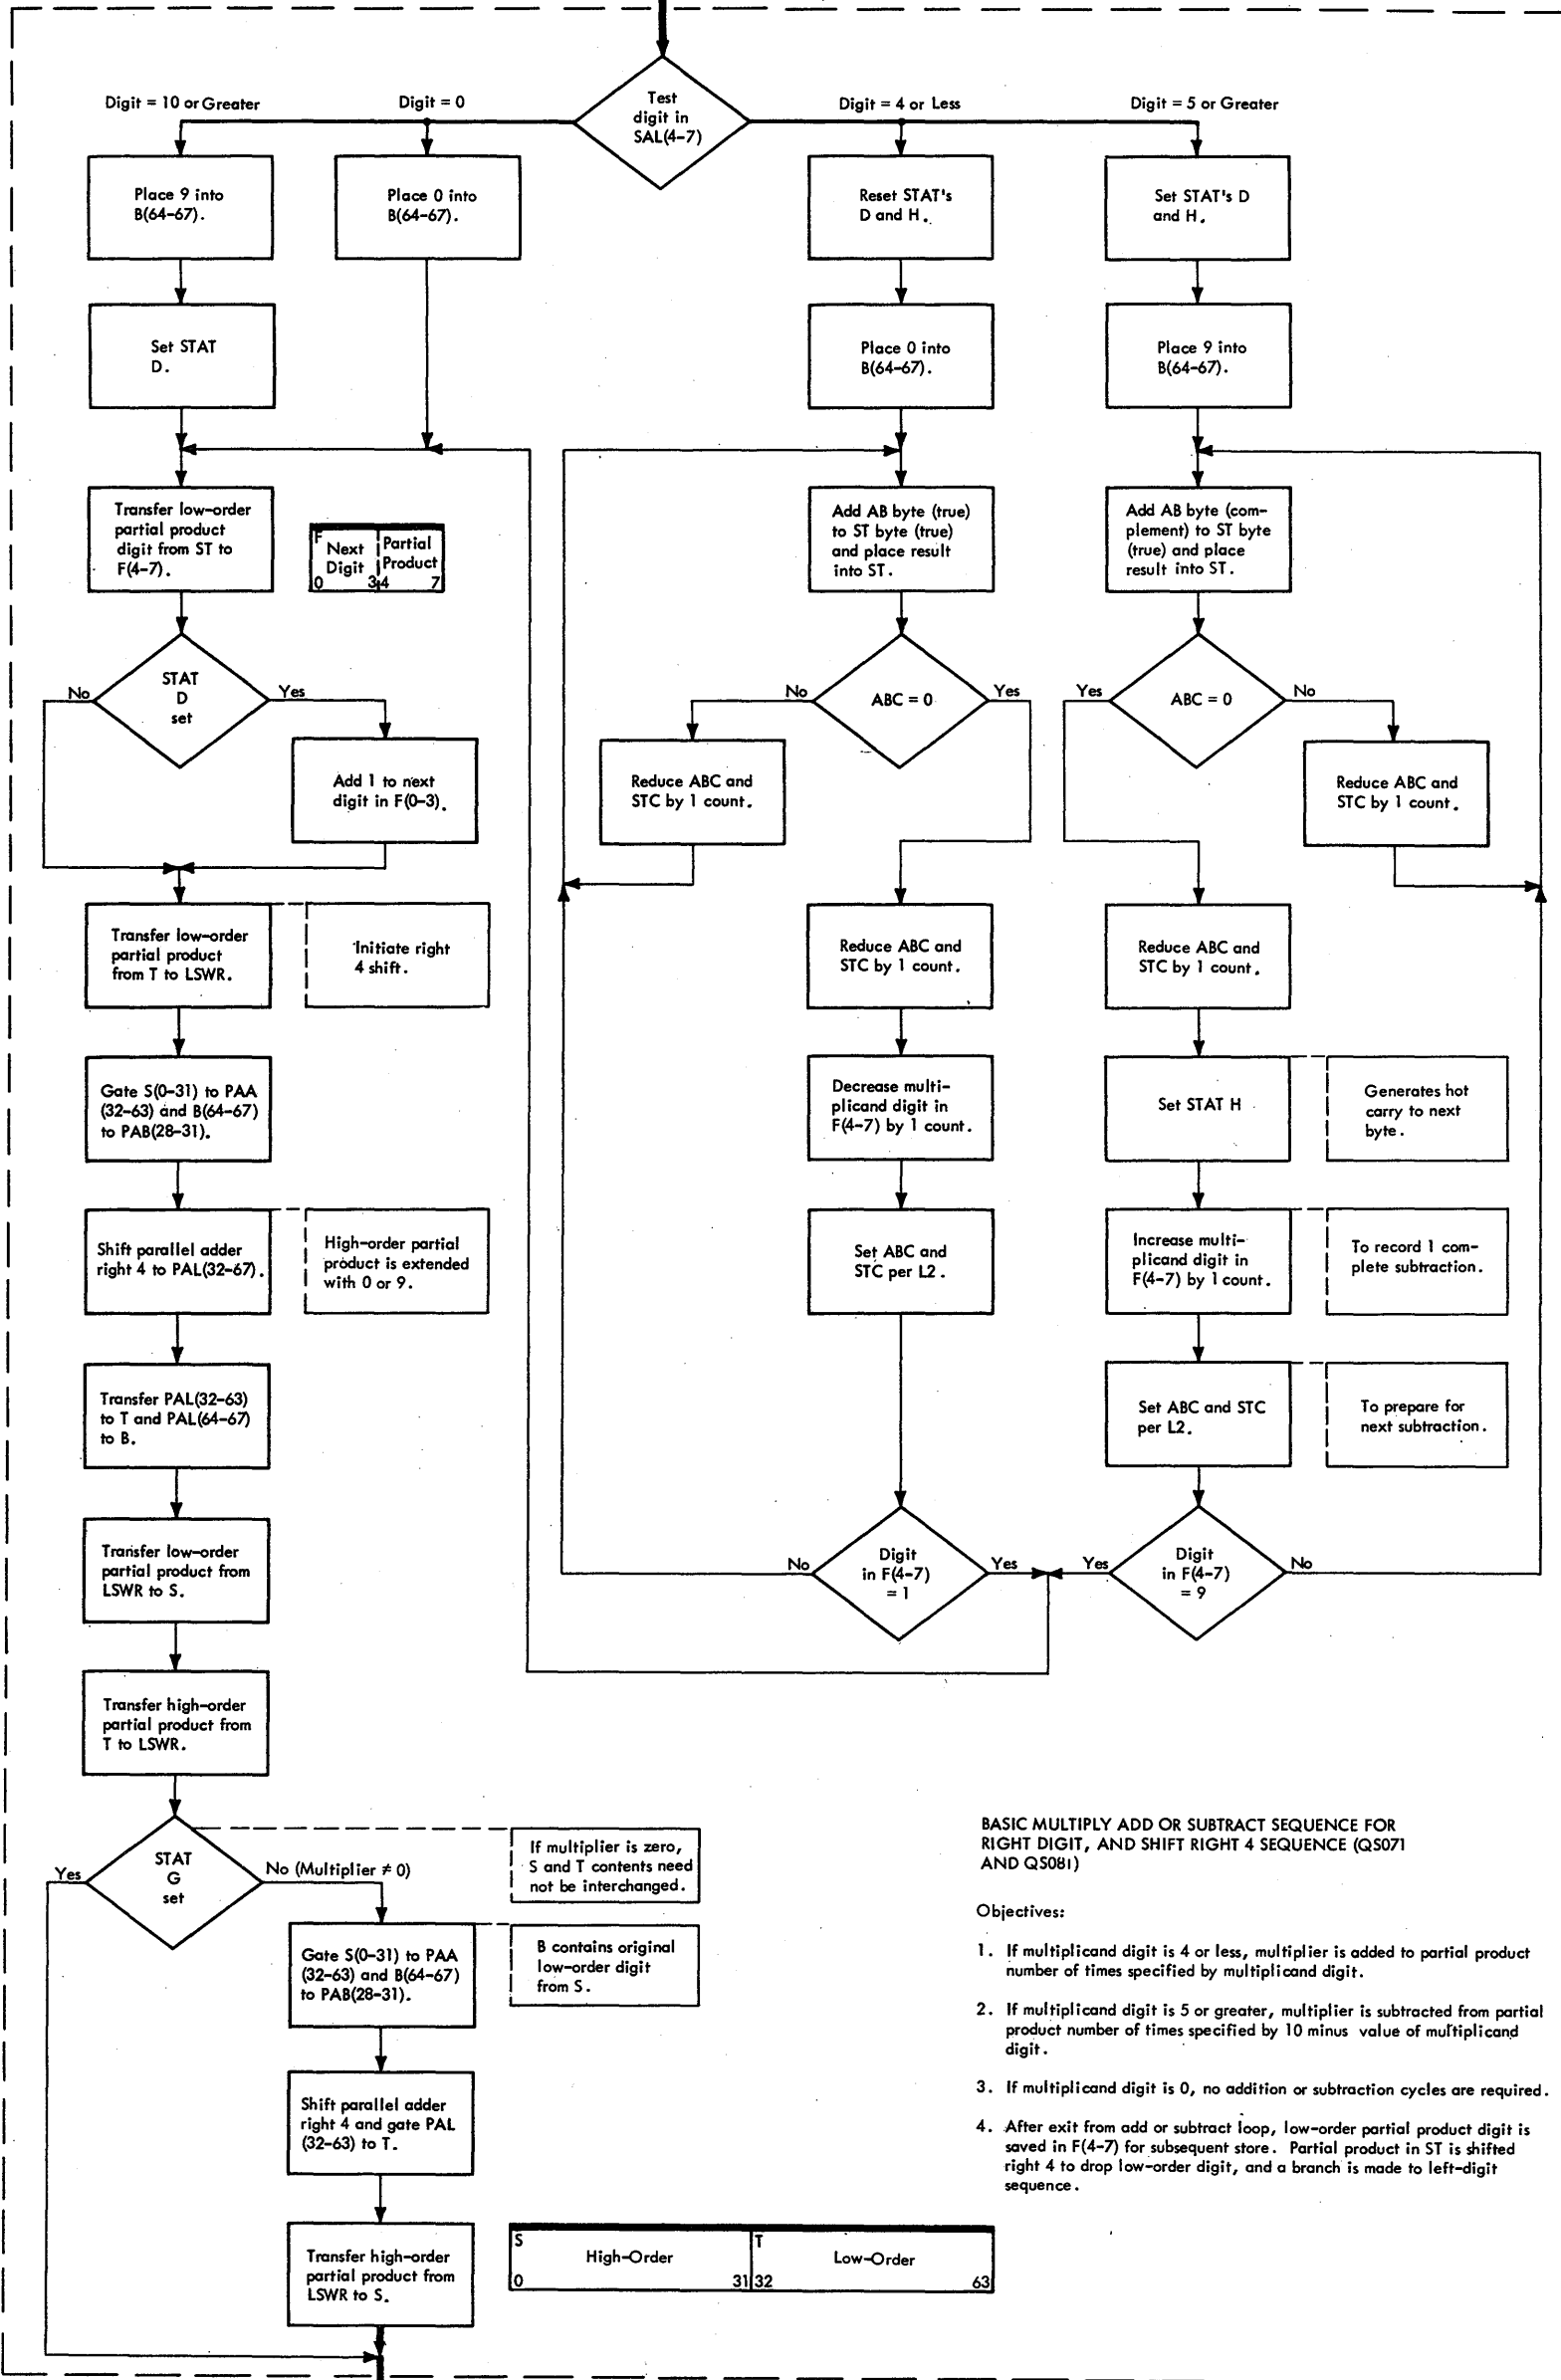 Test
digit in
SAL(4-7)
Digit = 10 or Greater
Digit = 0
Digit = 4 or Less
Digit = 5 or Greater
Place 9 into
B(64-67).
Place 0 into
B(64-67).
Reset STAT's
D and H.
Set STAT's D
and H.
Set STAT
D.
Place 0 into
B(64-67).
Place 9 into
B(64-67).
Transfer low-order
partial product
digit from ST to
F(4-7).
F
Next
Digit
Partial
Product
0
3
4
7
Add AB byte (true)
to ST byte (true)
and place result
into ST.
Add AB byte (com-
plement) to ST byte
(true) and place
result into ST.
No
STAT
D
set
Yes
No
ABC = 0
Yes
Yes
ABC = 0
No
Add 1 to next
digit in F(0-3).
Reduce ABC and
STC by 1 count.
Reduce ABC and
STC by 1 count.
Transfer low-order
partial product
from T to LSWR.
Initiate right
4 shift.
Reduce ABC and
STC by 1 count.
Reduce ABC and
STC by 1 count.
Gate S(0-31) to PAA
(32-63) and B(64-67)
to PAB(28-31).
Decrease multi-
plicand digit in
F(4-7) by 1 count.
Set STAT H
Generates hot
carry to next
byte.
Shift parallel adder
right 4 to PAL(32-67).
High-order partial
product is extended
with 0 or 9.
Set ABC and
STC per L2.
Increase multi-
plicand digit in
F(4-7) by 1 count.
To record 1 com-
plete subtraction.
Transfer PAL(32-63)
to T and PAL(64-67)
to B.
Set ABC and STC
per L2.
To prepare for
next subtraction.
Transfer low-order
partial product from
LSWR to S.
No
Digit
in F(4-7)
= 1
Yes
Yes
Digit
in F(4-7)
= 9
No
Transfer high-order
partial product from
T to LSWR.
Yes
STAT
G
set
No (Multiplier ≠ 0)
If multiplier is zero,
S and T contents need
not be interchanged.
Gate S(0-31) to PAA
(32-63) and B(64-67)
to PAB(28-31).
B contains original
low-order digit
from S.
Shift parallel adder
right 4 and gate PAL
(32-63) to T.
Transfer high-order
partial product from
LSWR to S.
S
High-Order
0
31
T
Low-Order
32
63
BASIC MULTIPLY ADD OR SUBTRACT SEQUENCE FOR
RIGHT DIGIT, AND SHIFT RIGHT 4 SEQUENCE (QS071
AND QS081)
Objectives:
1. If multiplicand digit is 4 or less, multiplier is added to partial product
number of times specified by multiplicand digit.
2. If multiplicand digit is 5 or greater, multiplier is subtracted from partial
product number of times specified by 10 minus value of multiplicand
digit.
3. If multiplicand digit is 0, no addition or subtraction cycles are required.
4. After exit from add or subtract loop, low-order partial product digit is
saved in F(4-7) for subsequent store. Partial product in ST is shifted
right 4 to drop low-order digit, and a branch is made to left-digit
sequence.